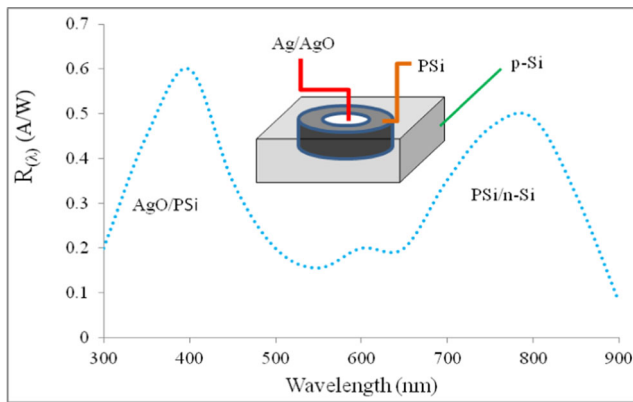 0.7
0.6
0.5
0.4
0.3
0.2
0.1
0
R(λ) (A/W)
Ag/AgO
PSi
p-Si
AgO/PSi
PSi/n-Si
300 400 500 600 700 800 900
Wavelength (nm)